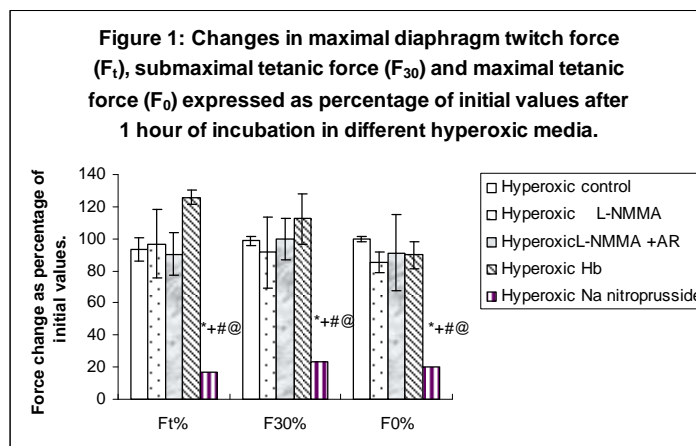 Figure 1: Changes in maximal diaphragm twitch force
(Ft), submaximal tetanic force (F30) and maximal tetanic
force (F0) expressed as percentage of initial values after
1 hour of incubation in different hyperoxic media.
Force change as percentage of
initial values.
140
120
100
80
60
40
20
0
*+#@
*+#@
*+#@
Ft%
F30%
F0%
Hyperoxic control
Hyperoxic L-NMMA
HyperoxicL-NMMA +AR
Hyperoxic Hb
Hyperoxic Na nitroprusside